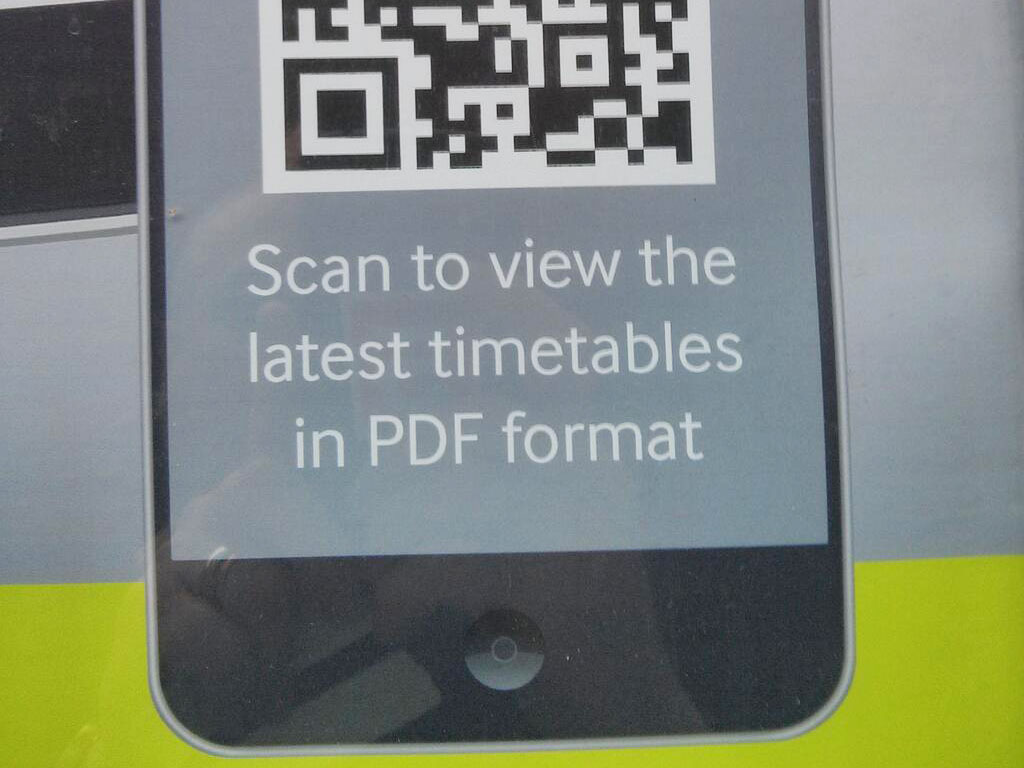 Scan to view the
latest timetables
in PDF format